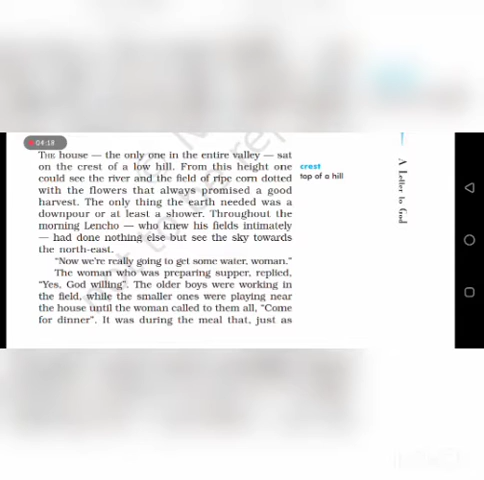 04:18
THE house — the only one in the entire valley — sat
on the crest of a low hill. From this height one
could see the river and the field of ripe corn dotted
with the flowers that always promised a good
harvest. The only thing the earth needed was a
downpour or at least a shower. Throughout the
morning Lencho — who knew his fields intimately
— had done nothing else but see the sky towards
the north-east.
“Now we're really going to get some water, woman.”
The woman who was preparing supper, replied,
“Yes, God willing”. The older boys were working in
the field, while the smaller ones were playing near
the house until the woman called to them all, “Come
for dinner”. It was during the meal that, just as
crest
top of a hill
A Letter to God